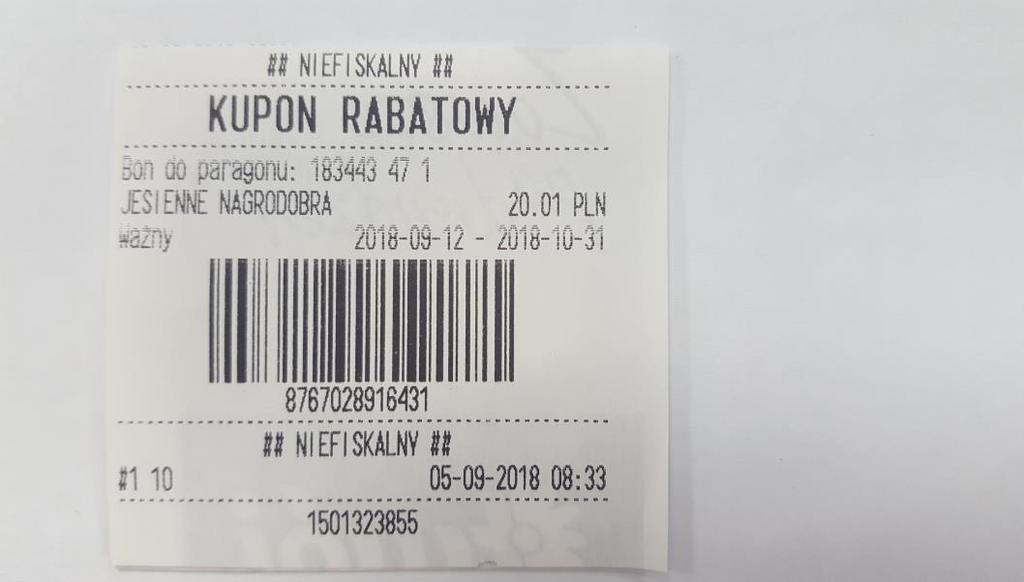 ## NIEFISKALNY ##
KUPON RABATOWY
Bon do paragonu: 183443 47 1
JESIENNE NAGRODOBRA 20.01 PLN
Ważny 2018-09-12 - 2018-10-31
8767028916431
## NIEFISKALNY ##
#1 10 05-09-2018 08:33
1501323855